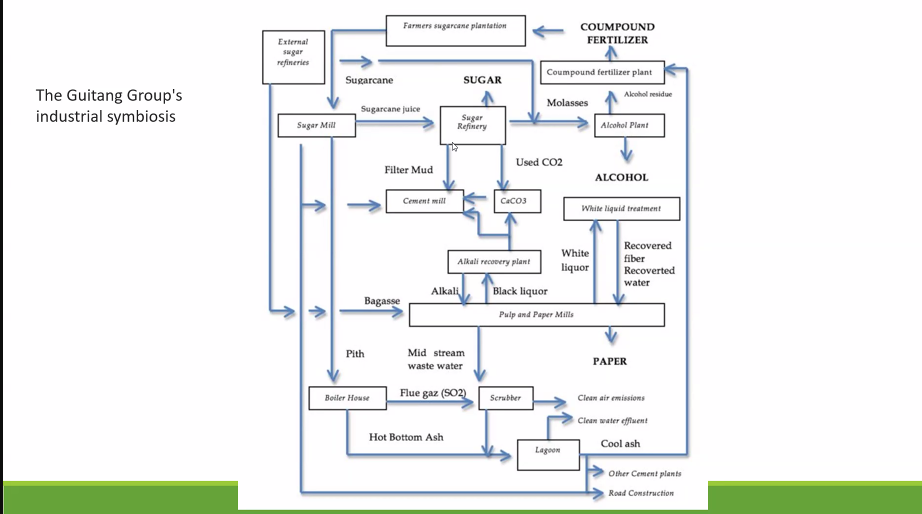 The Guitang Group's
industrial symbiosis
External
sugar
refineries
Farmers sugarcane plantation
COUMPOUND
FERTILIZER
Coumpound fertilizer plant
Sugarcane
SUGAR
Molasses
Alcohol residue
Sugar Mill
Sugarcane juice
Sugar
Refinery
Alcohol Plant
Filter Mud
Used CO2
ALCOHOL
Cement mill
CaCO3
White liquid treatment
White
liquor
Recovered
fiber
Recoverted
water
Alkali recovery plant
Alkali
Black liquor
Bagasse
Pulp and Paper Mills
Pith
Mid stream
waste water
PAPER
Boiler House
Flue gaz (SO2)
Scrubber
Clean air emissions
Clean water effluent
Hot Bottom Ash
Lagoon
Cool ash
Other Cement plants
Road Construction